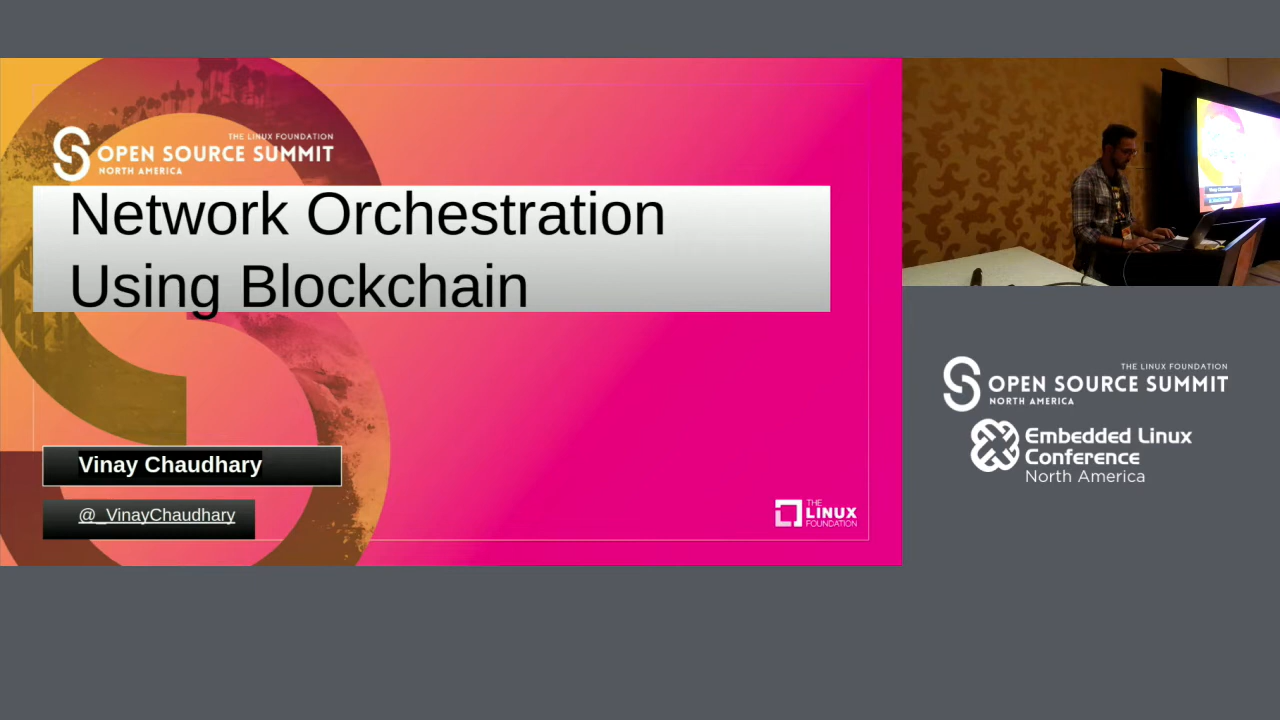 THE LINUX FOUNDATION
OPEN SOURCE SUMMIT
NORTH AMERICA
Network Orchestration
Using Blockchain
Vinay Chaudhary
@_VinayChaudhary
THE
LINUX
FOUNDATION
THE LINUX FOUNDATION
OPEN SOURCE SUMMIT
NORTH AMERICA
Embedded Linux
Conference
North America